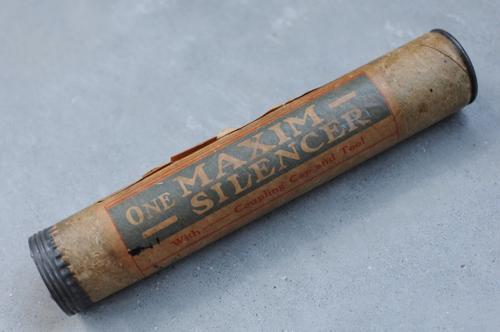 ONE MAXIM
SILENCER
With Coupling Cap and Tool